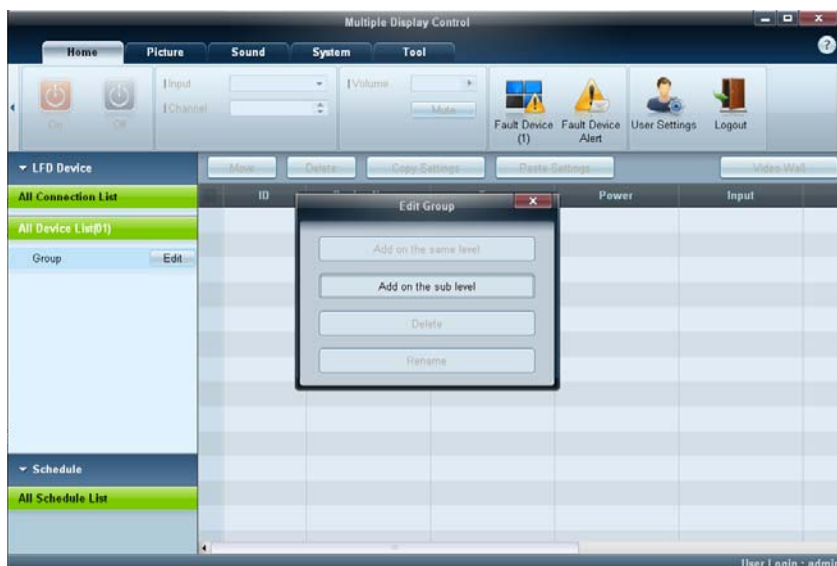 Multiple Display Control
Home Picture Sound System Tool
Input
Volume
Channel
Mute
On Off
Fault Device (1)
Fault Device Alert
User Settings
Logout
LFD Device
Move Delete Copy Settings Paste Settings Video Wall
All Connection List
ID Power Input
Edit Group
All Device List(01)
Group Edit
Add on the same level
Add on the sub level
Delete
Rename
Schedule
All Schedule List
User Login : admin